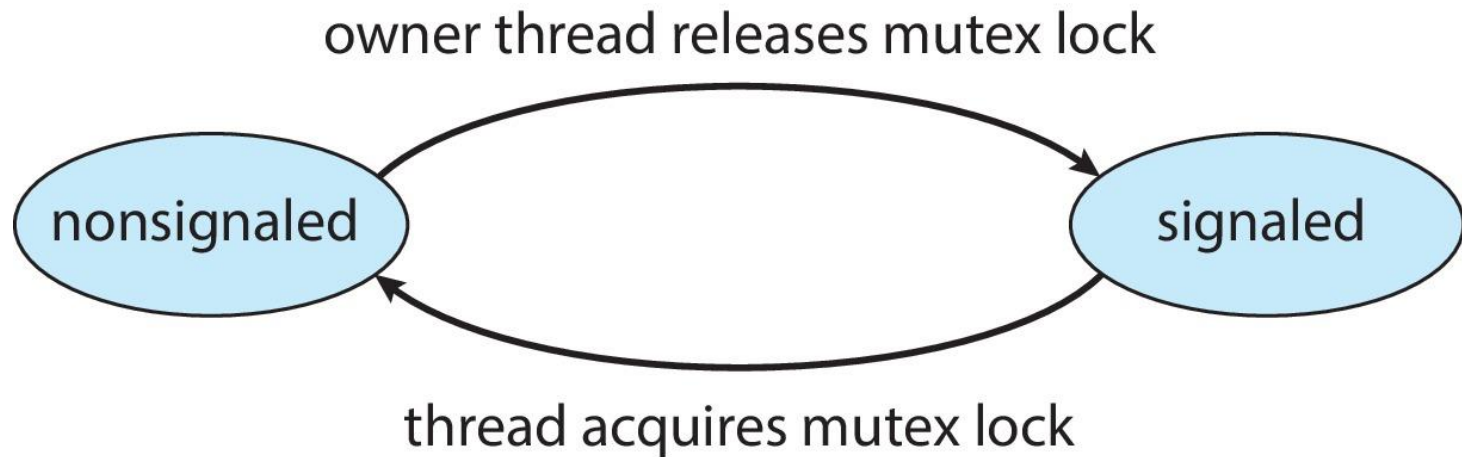 owner thread releases mutex lock
nonsignaled
signaled
thread acquires mutex lock